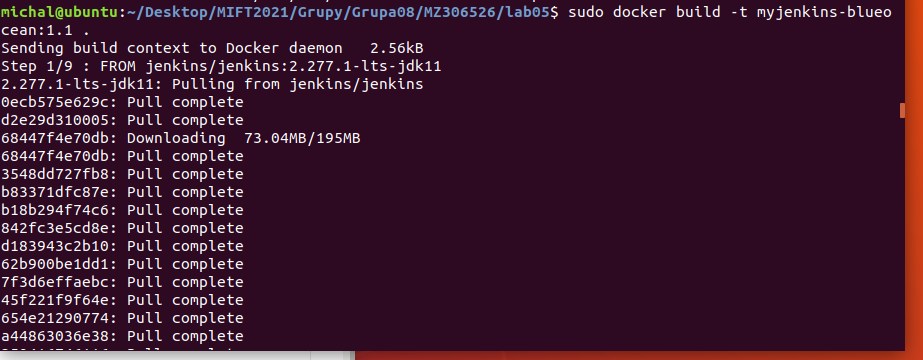 michal@ubuntu:~/Desktop/MIFT2021/Grupy/Grupa08/MZ306526/lab05$ sudo docker build -t myjenkins-blueo
cean:1.1 .
Sending build context to Docker daemon   2.56kB
Step 1/9 : FROM jenkins/jenkins:2.277.1-lts-jdk11
2.277.1-lts-jdk11: Pulling from jenkins/jenkins
0ecb575e629c: Pull complete
d2e29d310005: Pull complete
68447f4e70db: Downloading  73.04MB/195MB
68447f4e70db: Pull complete
3548dd727fb8: Pull complete
b83371dfc87e: Pull complete
b18b294f74c6: Pull complete
842fc3e5cd8e: Pull complete
d183943c2b10: Pull complete
62b900be1dd1: Pull complete
7f3d6effaebc: Pull complete
45f221f9f64e: Pull complete
654e21290774: Pull complete
a44863036e38: Pull complete